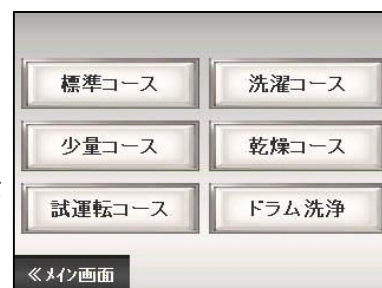 標準コース 洗濯コース
少量コース 乾燥コース
試運転コース ドラム洗浄
≪メイン画面